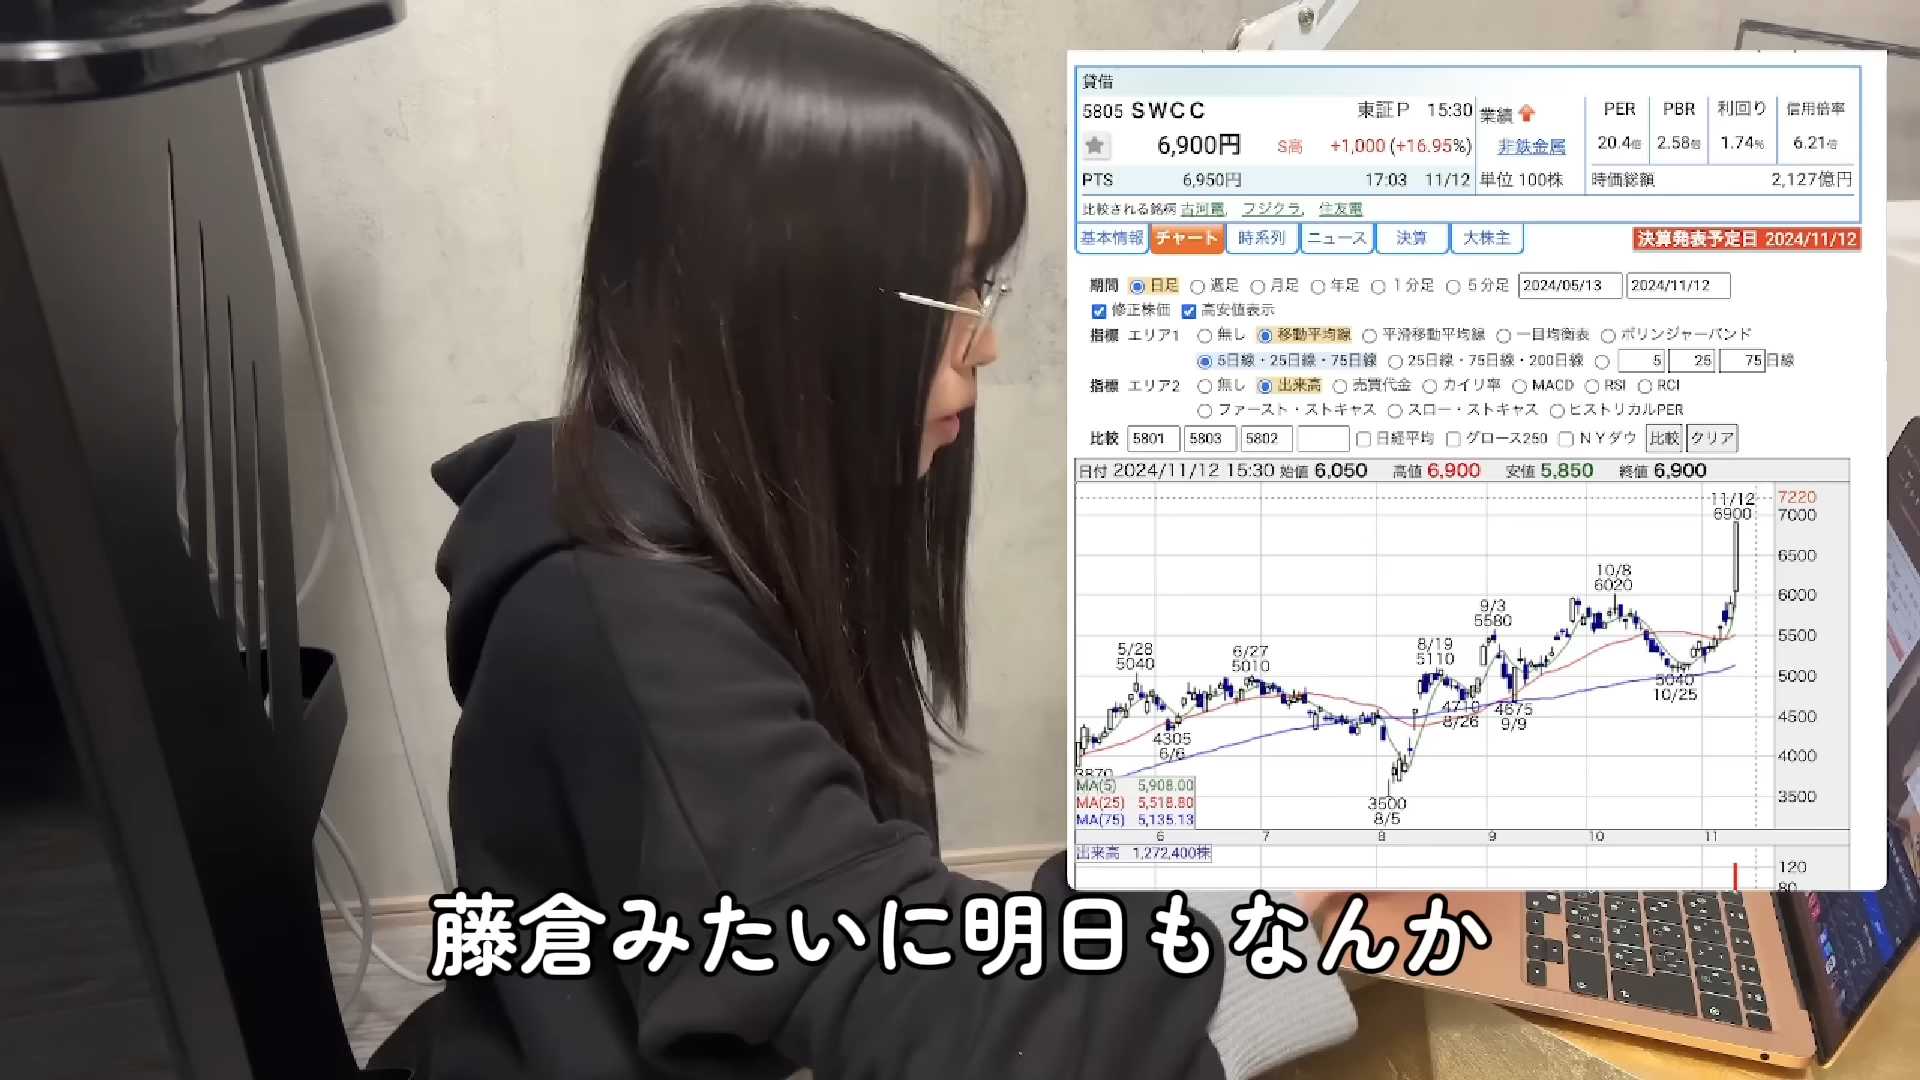 貸借
5805 SWCC 東証P 15:30
6,900円 S高 +1,000 (+16.95%)
PTS 6,950円 17:03 11/12
業績
非鉄金属
単位 100株
PER PBR 利回り 信用倍率
20.4倍 2.58倍 1.74% 6.21倍
時価総額 2,127億円
比較される銘柄 古河電, フジクラ, 住友電
基本情報 チャート 時系列 ニュース 決算 大株主
決算発表予定日 2024/11/12
期間 日足 週足 月足 年足 1分足 5分足 2024/05/13 2024/11/12
修正株価 高安値表示
指標 エリア1 無し 移動平均線 平滑移動平均線 一目均衡表 ボリンジャーバンド
5日線・25日線・75日線 25日線・75日線・200日線 5 25 75 日線
指標 エリア2 無し 出来高 売買代金 カイリ率 MACD RSI RCI
ファースト・ストキャス スロー・ストキャス ヒストリカルPER
比較 5801 5803 5802 日経平均 グロース250 NYダウ 比較 クリア
日付 2024/11/12 15:30 始値 6,050 高値 6,900 安値 5,850 終値 6,900
11/12
6900
7220
7000
6500
6000
5500
5000
4500
4000
3500
10/8
6020
9/3
5580
8/19
5110
5/28
5040
6/27
5010
5040
10/25
4710
8/26
4675
9/9
4305
6/6
3870
3500
8/5
MA(5) 5,908.00
MA(25) 5,518.80
MA(75) 5,135.13
6 7 8 9 10 11
出来高 1,272,400株
120
80
藤倉みたいに明日もなんか